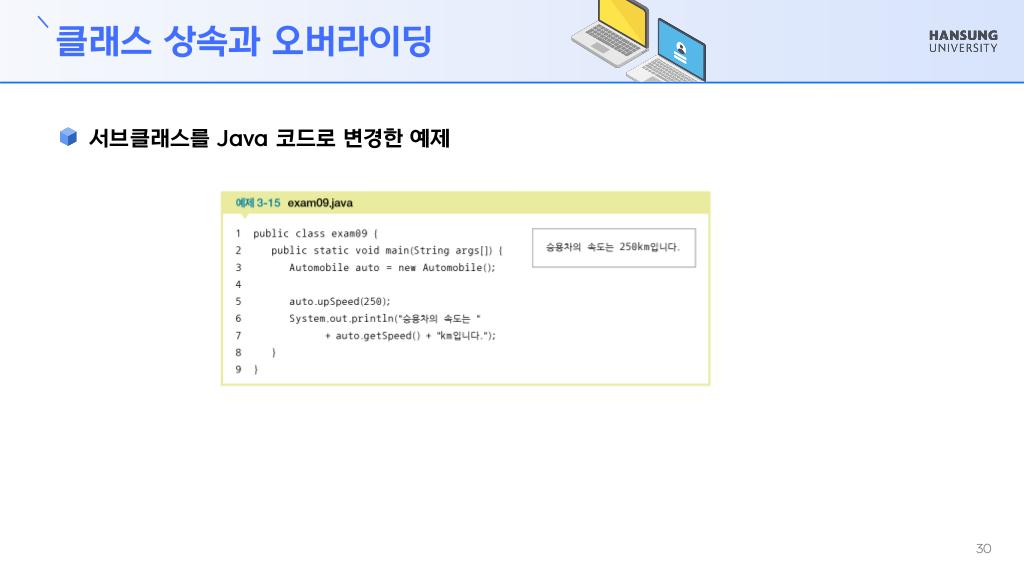 클래스 상속과 오버라이딩
HANSUNG
UNIVERSITY
서브클래스를 Java 코드로 변경한 예제
예제 3-15 exam09.java
1 public class exam09 {
2 public static void main(String args[]) {
3 Automobile auto = new Automobile();
4
5 auto.upSpeed(250);
6 System.out.println("승용차의 속도는 "
7 + auto.getSpeed() + "km입니다.");
8 }
9 }
승용차의 속도는 250km입니다.
30